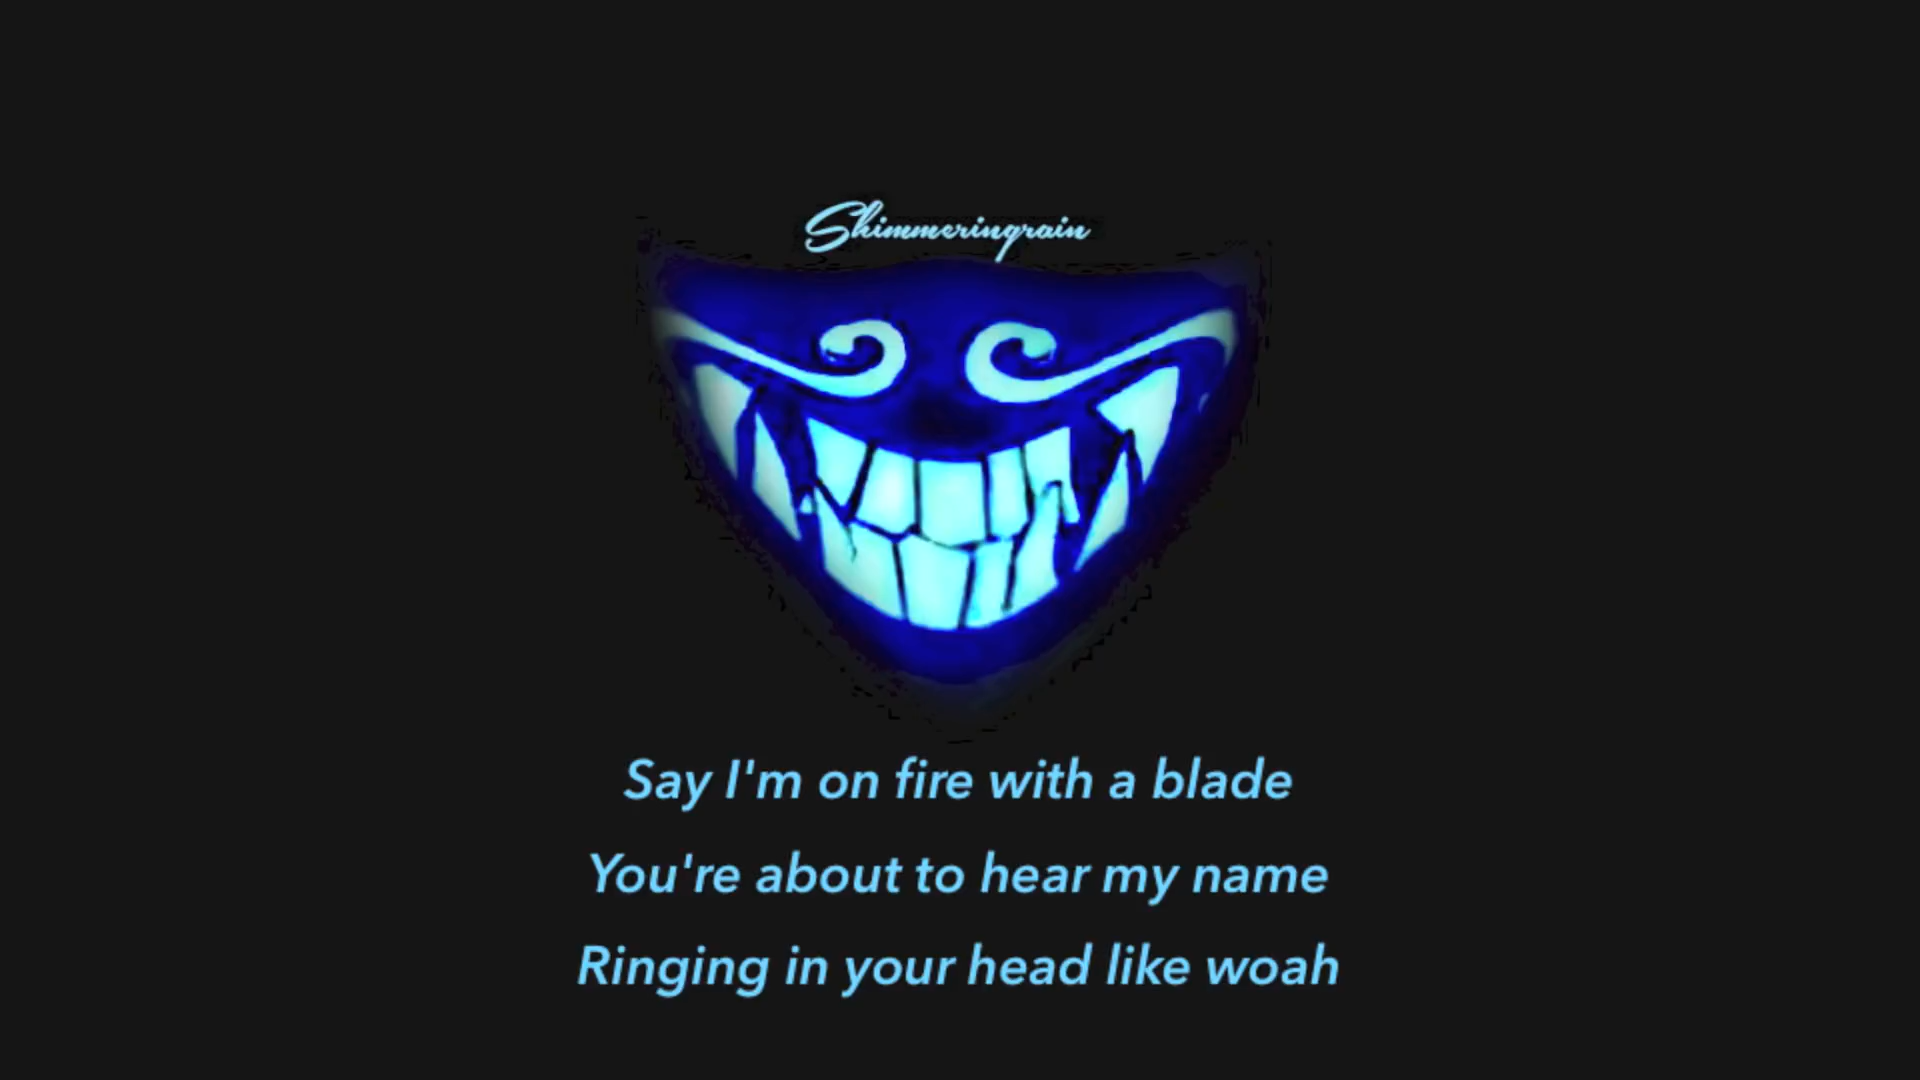 Shimmeringrain
Say I'm on fire with a blade
You're about to hear my name
Ringing in your head like woah